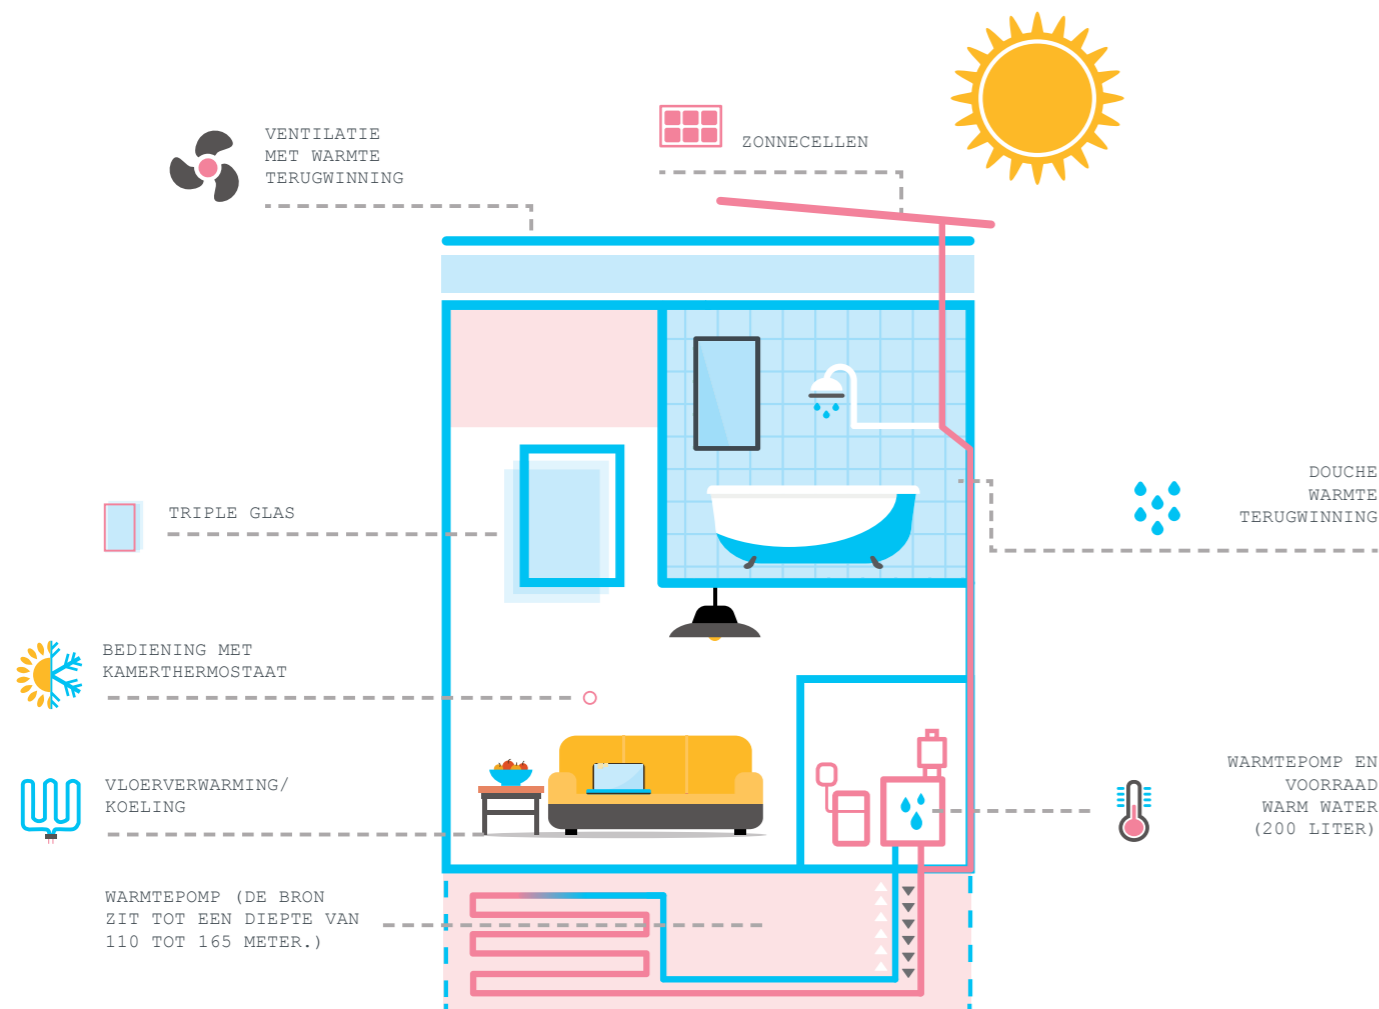 VENTILATIE
MET WARMTE
TERUGWINNING
ZONNECELLEN
TRIPLE GLAS
DOUCHE
WARMTE
TERUGWINNING
BEDIENING MET
KAMERTHERMOSTAAT
VLOERVERWARMING/
KOELING
WARMTEPOMP EN
VOORRAAD
WARM WATER
(200 LITER)
WARMTEPOMP (DE BRON
ZIT TOT EEN DIEPTE VAN
110 TOT 165 METER.)